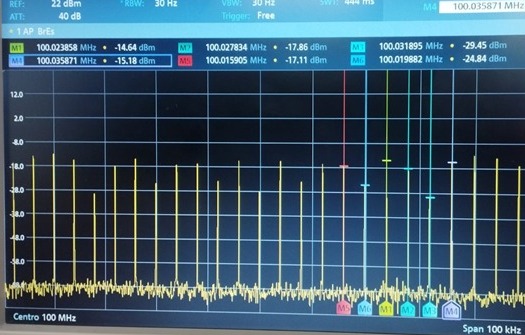 REF: 22 dBm *RBW: 30 Hz VBW: 30 Hz SWT: 444 ms M4 100.035871 MHz
ATT: 40 dB Trigger: Free
1 AP BrEs
M1 100.023858 MHz • -14.64 dBm 100.027834 MHz • -17.86 dBm 100.031895 MHz • -29.45 dBm
M4 100.035871 MHz • -15.18 dBm M5 100.015905 MHz • -17.11 dBm M6 100.019882 MHz • -24.84 dBm
12.0
2.0
-8.0
-18.0
-28.0
-38.0
-48.0
-58.0
M5 M6 M1 M2 M3 M4
Centro 100 MHz Span 100 kHz